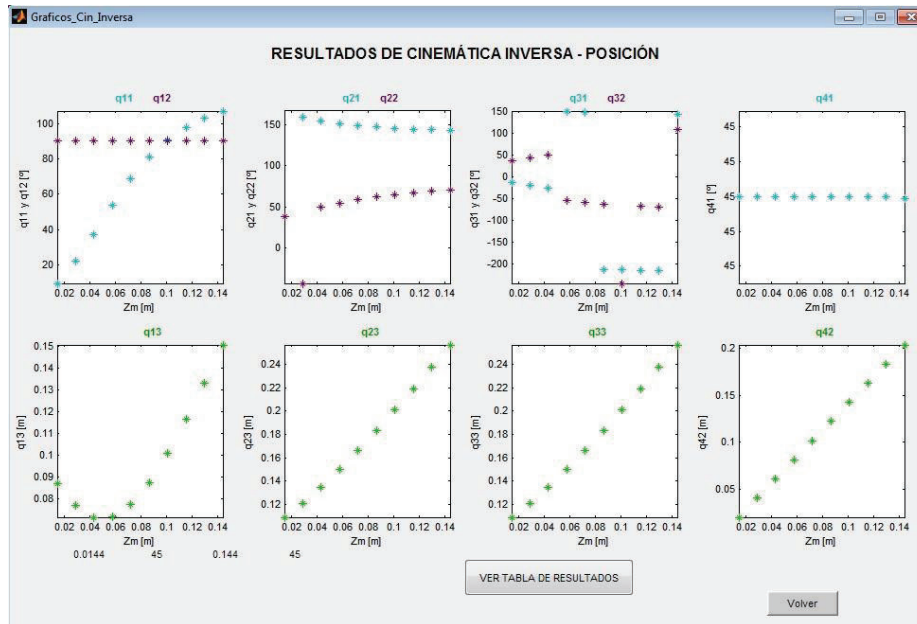 Graficos_Cin_Inversa
RESULTADOS DE CINEMÁTICA INVERSA - POSICIÓN
q11 q12
q21 q22
q31 q32
q41
100
80
60
40
20
q11 y q12 [º]
0.02 0.04 0.06 0.08 0.1 0.12 0.14
Zm [m]
150
100
50
0
q21 y q22 [º]
0.02 0.04 0.06 0.08 0.1 0.12 0.14
Zm [m]
150
100
50
0
-50
-100
-150
-200
q31 y q32 [º]
0.02 0.04 0.06 0.08 0.1 0.12 0.14
Zm [m]
45
45
45
45
45
q41 [º]
0.02 0.04 0.06 0.08 0.1 0.12 0.14
Zm [m]
q13
q23
q33
q42
0.15
0.14
0.13
0.12
0.11
0.1
0.09
0.08
q13 [m]
0.02 0.04 0.06 0.08 0.1 0.12 0.14
Zm [m]
0.24
0.22
0.2
0.18
0.16
0.14
0.12
q23 [m]
0.02 0.04 0.06 0.08 0.1 0.12 0.14
Zm [m]
0.24
0.22
0.2
0.18
0.16
0.14
0.12
q33 [m]
0.02 0.04 0.06 0.08 0.1 0.12 0.14
Zm [m]
0.2
0.15
0.1
0.05
q42 [m]
0.02 0.04 0.06 0.08 0.1 0.12 0.14
Zm [m]
0.0144 45 0.144 45
VER TABLA DE RESULTADOS
Volver